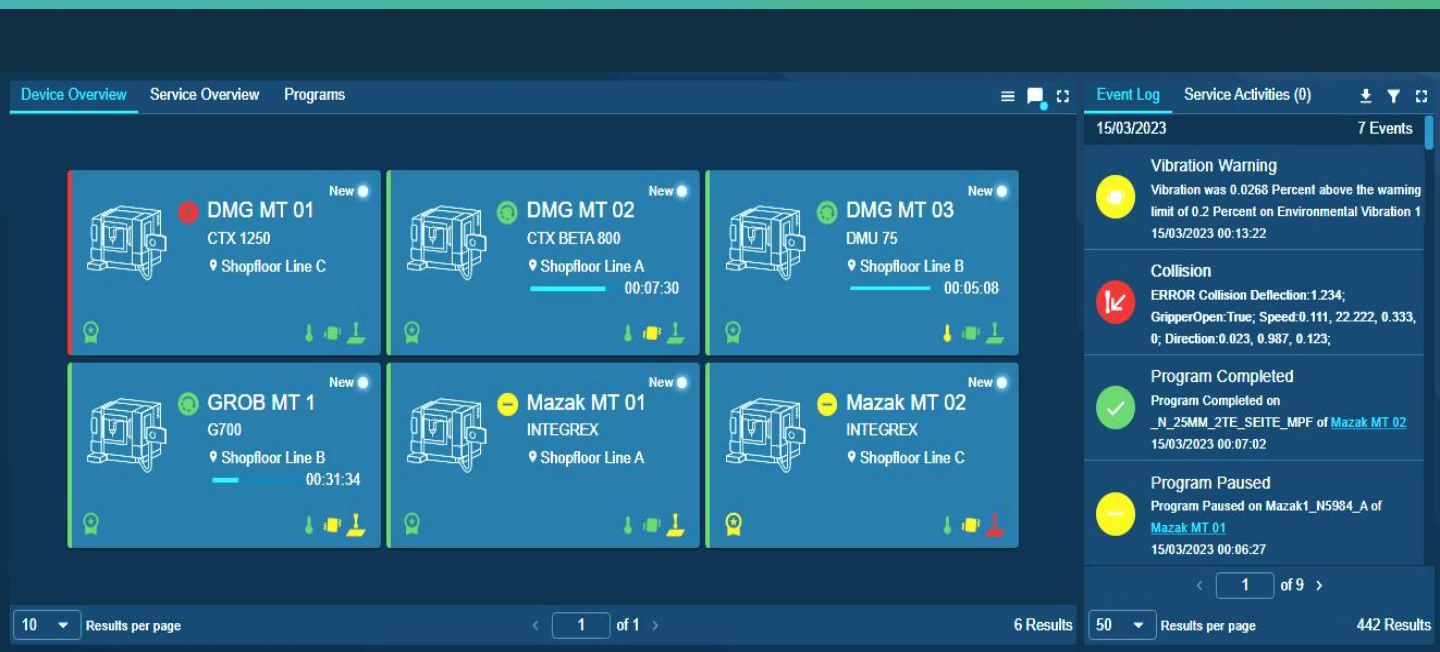 Device Overview Service Overview Programs
New
DMG MT 01
CTX 1250
Shopfloor Line C
New
DMG MT 02
CTX BETA 800
Shopfloor Line A
00:07:30
New
DMG MT 03
DMU 75
Shopfloor Line B
00:05:08
New
GROB MT 1
G700
Shopfloor Line B
00:31:34
New
Mazak MT 01
INTEGREX
Shopfloor Line A
New
Mazak MT 02
INTEGREX
Shopfloor Line C
10 Results per page
1 of 1
6 Results
Event Log Service Activities (0)
15/03/2023 7 Events
Vibration Warning
Vibration was 0.0268 Percent above the warning
limit of 0.2 Percent on Environmental Vibration 1
15/03/2023 00:13:22
Collision
ERROR Collision Deflection:1.234;
GripperOpen:True; Speed:0.111, 22.222, 0.333,
0; Direction:0.023, 0.987, 0.123;
Program Completed
Program Completed on
_N_25MM_2TE_SEITE_MPF of Mazak MT 02
15/03/2023 00:07:02
Program Paused
Program Paused on Mazak1_N5984_A of
Mazak MT 01
15/03/2023 00:06:27
1 of 9
50 Results per page 442 Results